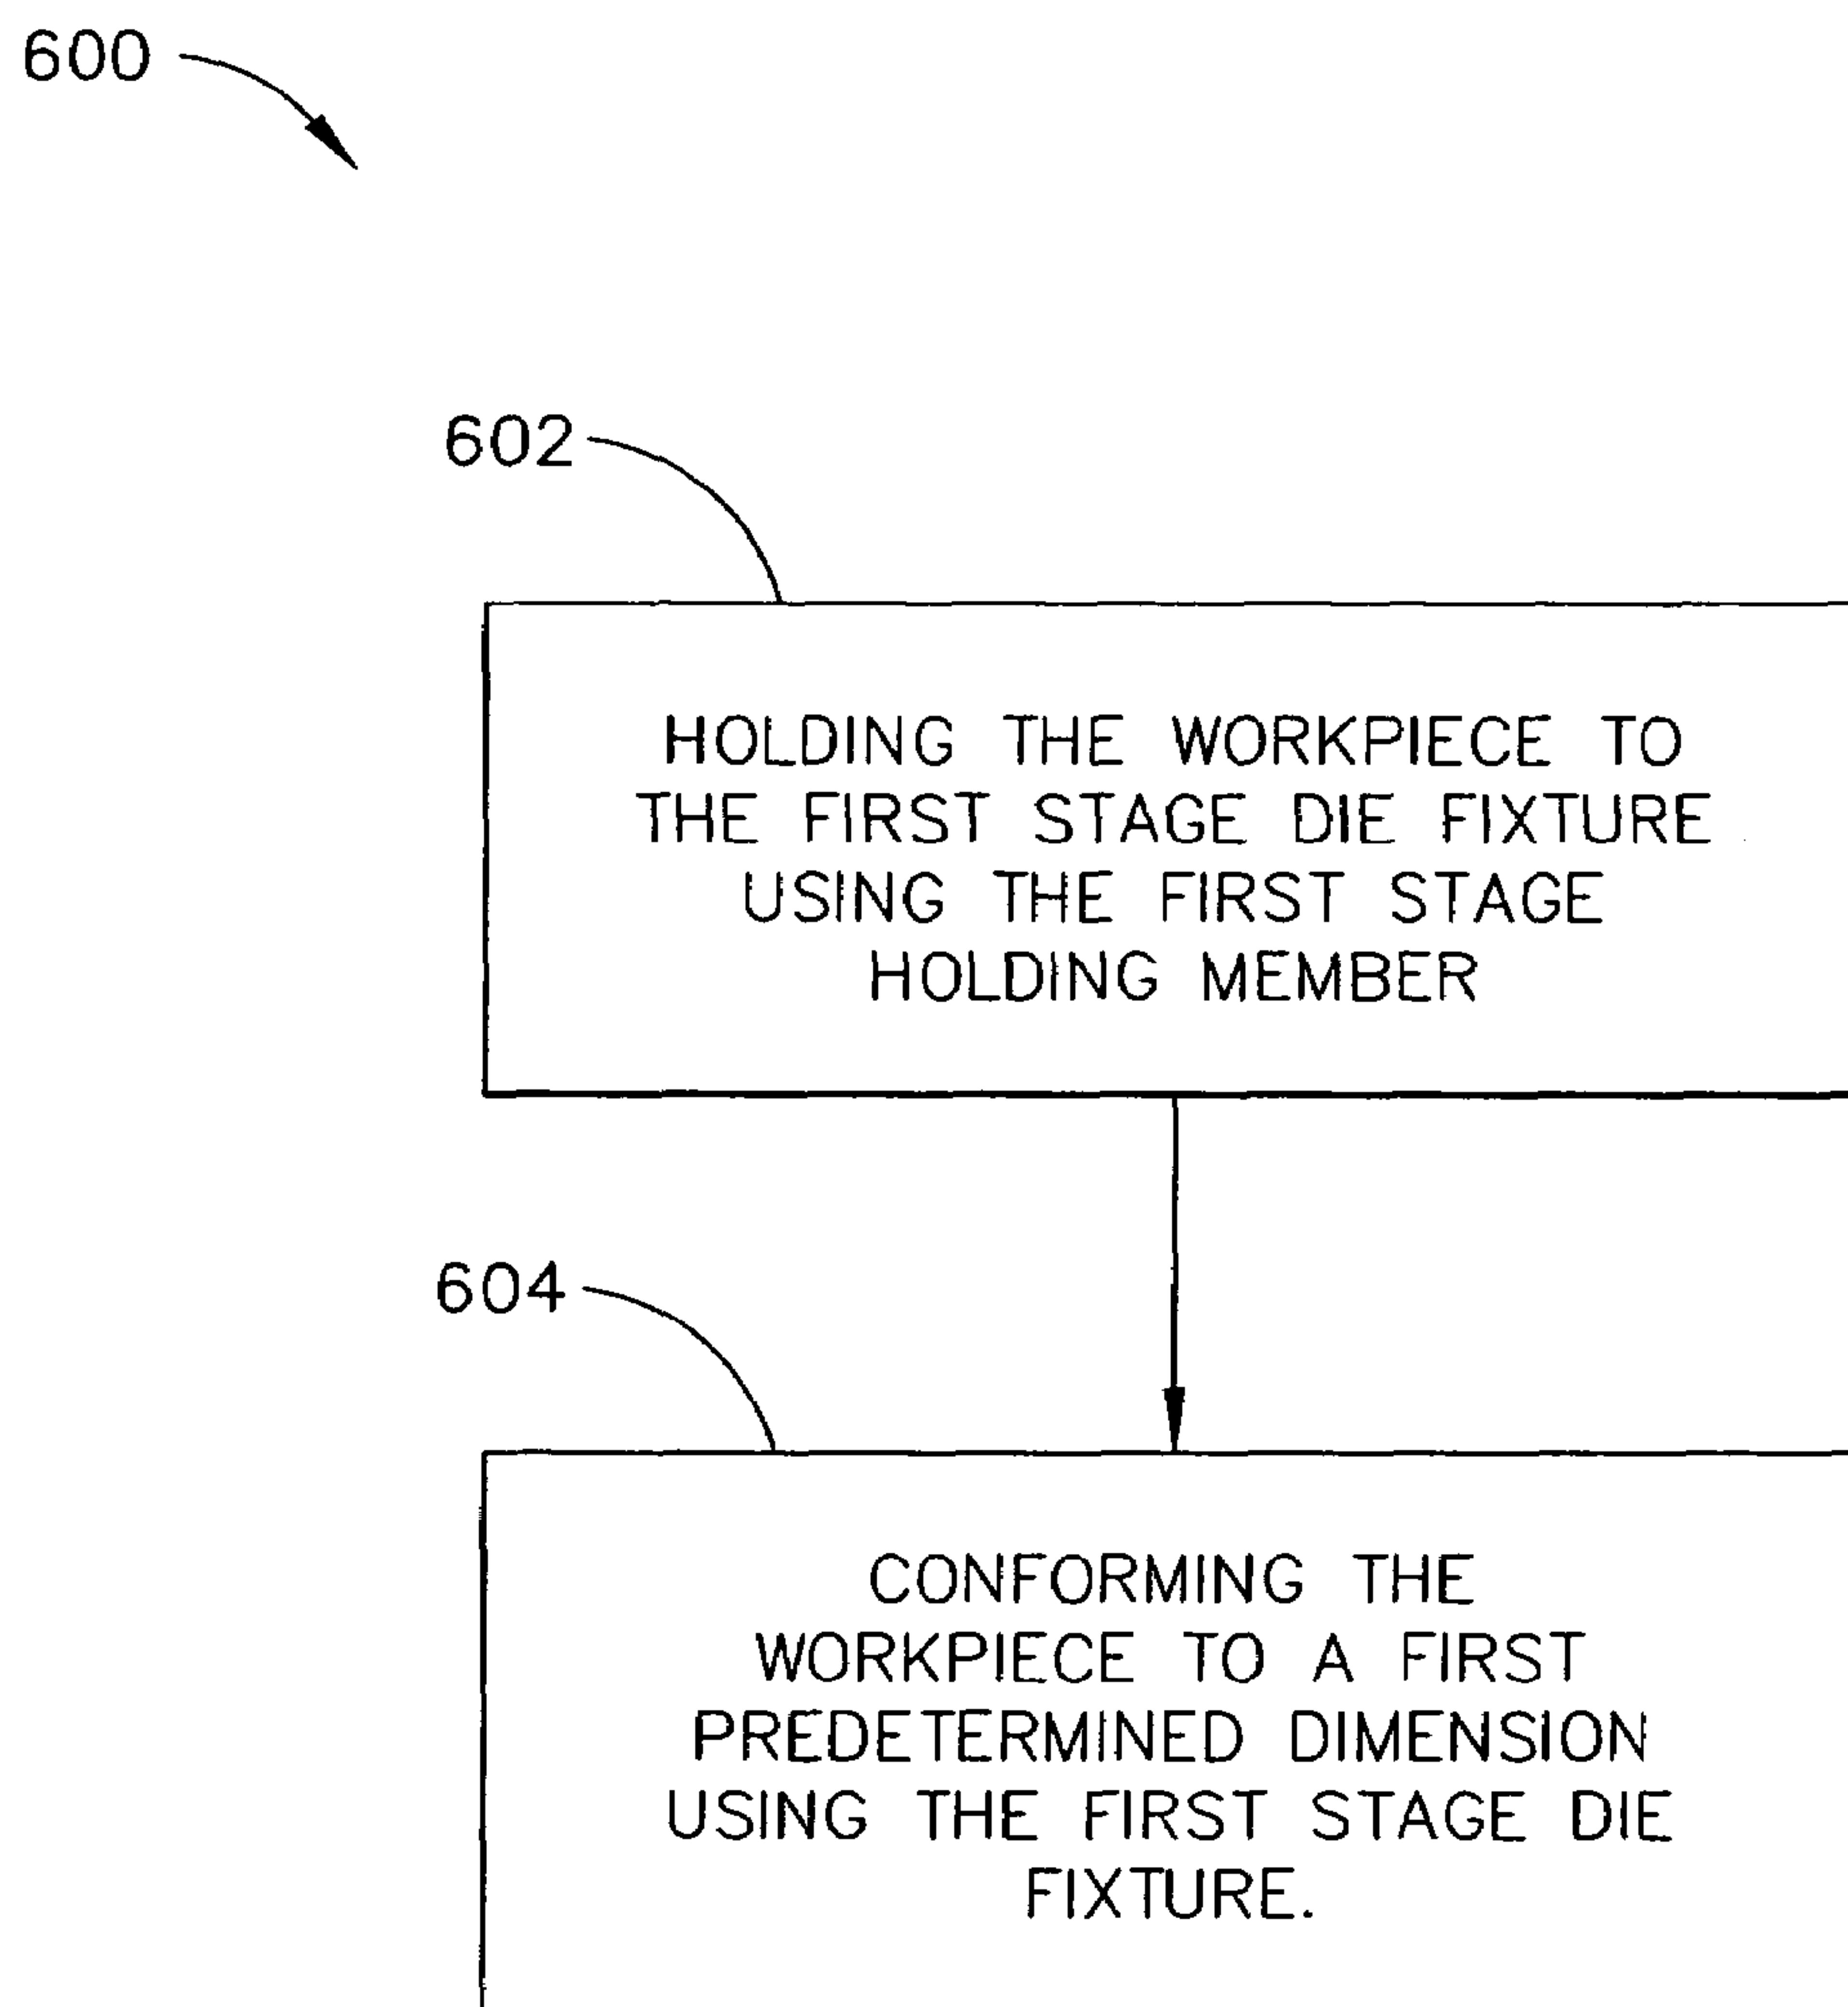 600
602
HOLDING THE WORKPIECE TO
THE FIRST STAGE DIE FIXTURE
USING THE FIRST STAGE
HOLDING MEMBER
604
CONFORMING THE
WORKPIECE TO A FIRST
PREDETERMINED DIMENSION
USING THE FIRST STAGE DIE
FIXTURE.